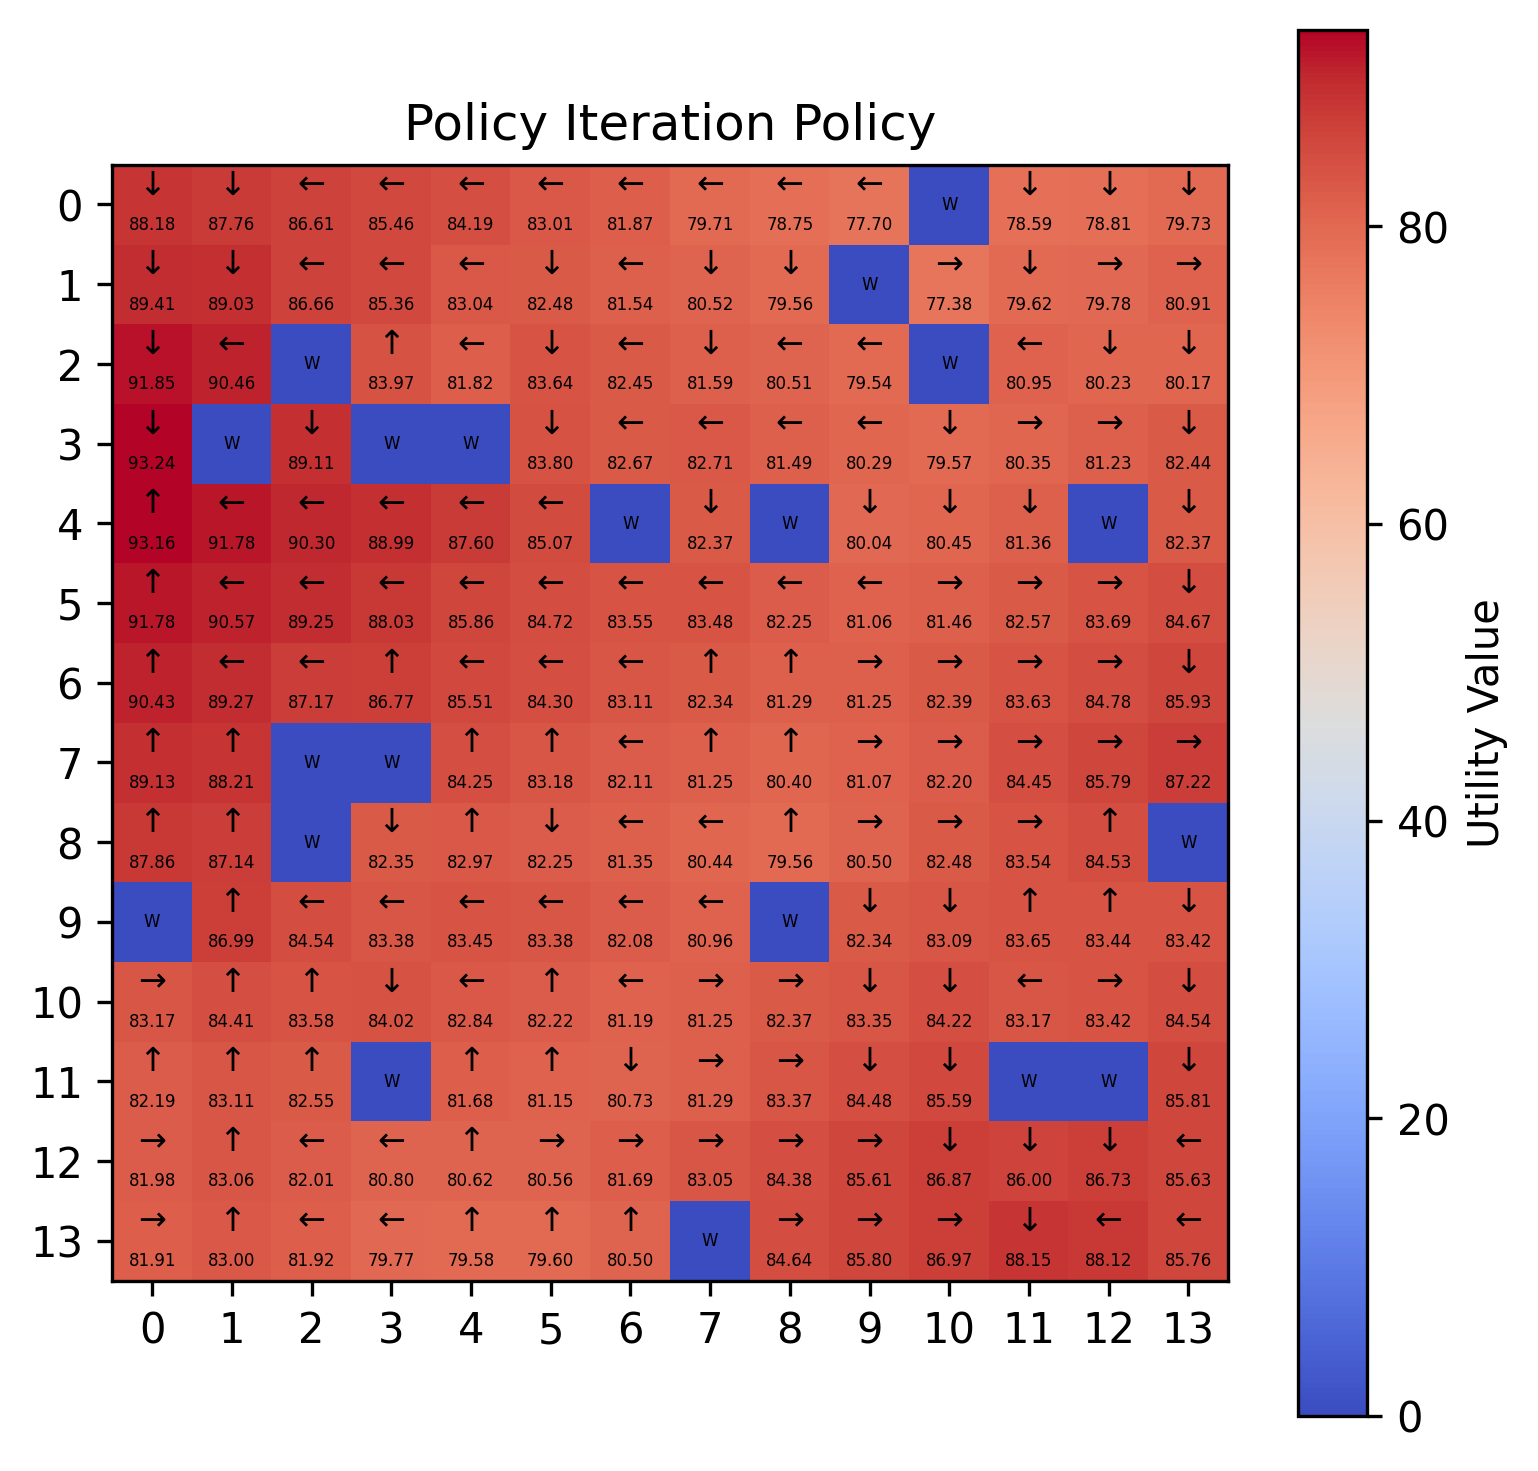 Policy Iteration Policy
0 ↓ ↓ ← ← ← ← ← ← ← ← W ↓ ↓ ↓
88.18 87.76 86.61 85.46 84.19 83.01 81.87 79.71 78.75 77.70 78.59 78.81 79.73
1 ↓ ↓ ← ← ← ↓ ← ↓ ↓ W → ↓ → →
89.41 89.03 86.66 85.36 83.04 82.48 81.54 80.52 79.56 77.38 79.62 79.78 80.91
2 ↓ ← W ↑ ← ↓ ← ↓ ← ← W ← ↓ ↓
91.85 90.46 83.97 81.82 83.64 82.45 81.59 80.51 79.54 80.95 80.23 80.17
3 ↓ W ↓ W W ↓ ← ← ← ← ↓ → → ↓
93.24 89.11 83.80 82.67 82.71 81.49 80.29 79.57 80.35 81.23 82.44
4 ↑ ← ← ← ← ← W ↓ W ↓ ↓ ↓ W ↓
93.16 91.78 90.30 88.99 87.60 85.07 82.37 80.04 80.45 81.36 82.37
5 ↑ ← ← ← ← ← ← ← ← ← → → → ↓
91.78 90.57 89.25 88.03 85.86 84.72 83.55 83.48 82.25 81.06 81.46 82.57 83.69 84.67
6 ↑ ← ← ↑ ← ← ← ↑ ↑ → → → → ↓
90.43 89.27 87.17 86.77 85.51 84.30 83.11 82.34 81.29 81.25 82.39 83.63 84.78 85.93
7 ↑ ↑ W W ↑ ↑ ← ↑ ↑ → → → → →
89.13 88.21 84.25 83.18 82.11 81.25 80.40 81.07 82.20 84.45 85.79 87.22
8 ↑ ↑ W ↓ ↑ ↓ ← ← ↑ → → → ↑ W
87.86 87.14 82.35 82.97 82.25 81.35 80.44 79.56 80.50 82.48 83.54 84.53
9 W ↑ ← ← ← ← ← ← W ↓ ↓ ↑ ↑ ↓
86.99 84.54 83.38 83.45 83.38 82.08 80.96 82.34 83.09 83.65 83.44 83.42
10 → ↑ ↑ ↓ ← ↑ ← → → ↓ ↓ ← → ↓
83.17 84.41 83.58 84.02 82.84 82.22 81.19 81.25 82.37 83.35 84.22 83.17 83.42 84.54
11 ↑ ↑ ↑ W ↑ ↑ ↓ → → ↓ ↓ W W ↓
82.19 83.11 82.55 81.68 81.15 80.73 81.29 83.37 84.48 85.59 85.81
12 → ↑ ← ← ↑ → → → → → ↓ ↓ ↓ ←
81.98 83.06 82.01 80.80 80.62 80.56 81.69 83.05 84.38 85.61 86.87 86.00 86.73 85.63
13 → ↑ ← ← ↑ ↑ ↑ W → → → ↓ ← ←
81.91 83.00 81.92 79.77 79.58 79.60 80.50 84.64 85.80 86.97 88.15 88.12 85.76
0 1 2 3 4 5 6 7 8 9 10 11 12 13
80
60
40
20
0
Utility Value